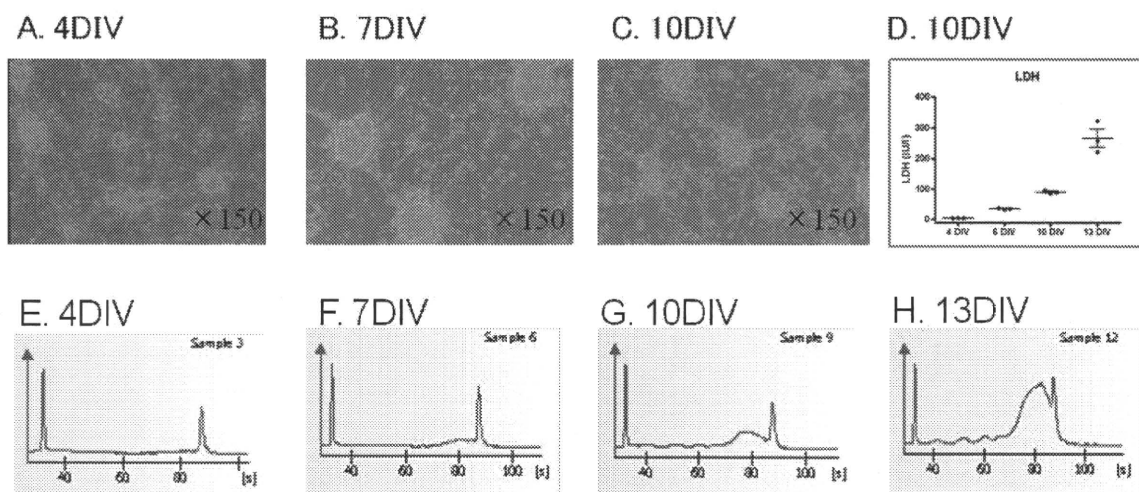 A. 4DIV
B. 7DIV
C. 10DIV
D. 10DIV
×150
×150
×150
LDH
LDH (IU/l)
400
300
200
100
0
4 DIV
6 DIV
10 DIV
13 DIV
E. 4DIV
F. 7DIV
G. 10DIV
H. 13DIV
Sample 3
Sample 6
Sample 9
Sample 12
40
60
80
100
[s]
40
60
80
100
[s]
40
60
80
100
[s]
40
60
80
100
[s]